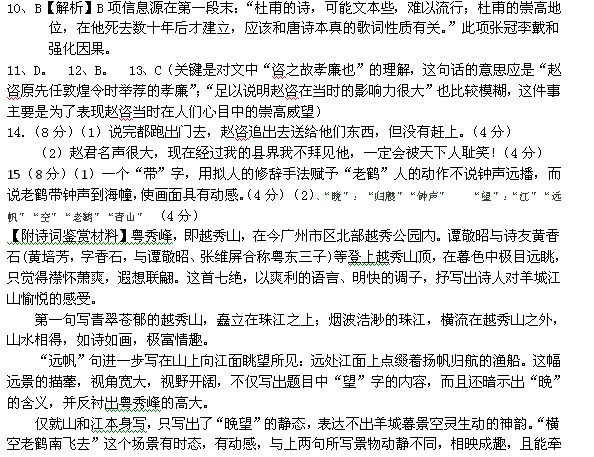 10、B【解析】B 项信息源在第一段末：“杜甫的诗，可能文本些，难以流行；杜甫的崇高地
位，在他死去数十年后才建立，应该和唐诗本真的歌词性质有关。”此项张冠李戴和
强化因果。
11、D。 12、B。 13、C（关键是对文中“咨之故孝廉也”的理解，这句话的意思应是“赵
咨原先任敦煌令时举荐的孝廉”；“足以说明赵咨在当时的影响力很大”也比较模糊，这件事
主要是为了表现赵咨当时在人们心目中的崇高威望）
14.（8 分）（1）说完都跑出门去，赵咨追出去送给他们东西，但没有赶上。（4 分）
（2）赵君名声很大，现在经过我的县界我不拜见他，一定会被天下人耻笑！（4 分）
15（8 分）（1）一个“带”字，用拟人的修辞手法赋予“老鹤”人的动作不说钟声远播，而
说老鹤带钟声到海幢，使画面具有动感。（4 分）（2）、“晚”：“归艘”“钟声” “望”：“江”“远
帆”“空”“老鹤”“青山” （4 分）
【附诗词鉴赏材料】粤秀峰，即越秀山，在今广州市区北部越秀公园内。谭敬昭与诗友黄香
石(黄培芳，字香石，与谭敬昭、张维屏合称粤东三子)等登上越秀山顶，在暮色中极目远眺，
只觉得襟怀萧爽，遐想联翩。这首七绝，以爽利的语言、明快的调子，抒写出诗人对羊城江
山愉悦的感受。
第一句写青翠苍郁的越秀山，矗立在珠江之上；烟波浩渺的珠江，横流在越秀山之外，
山水相得，如诗如画，极富情趣。
“远帆”句进一步写在山上向江面眺望所见：远处江面上点缀着扬帆归航的渔船。这幅
远景的描摹，视角宽大，视野开阔，不仅写出题目中“望”字的内容，而且还暗示出“晚”
的含义，并反衬出粤秀峰的高大。
仅就山和江本身写，只写出了“晚望”的静态，表达不出羊城暮景空灵生动的神韵。“横
空老鹤南飞去”这个场景有时态，有动感，与上两句所写景物动静不同，相映成趣，且能牵